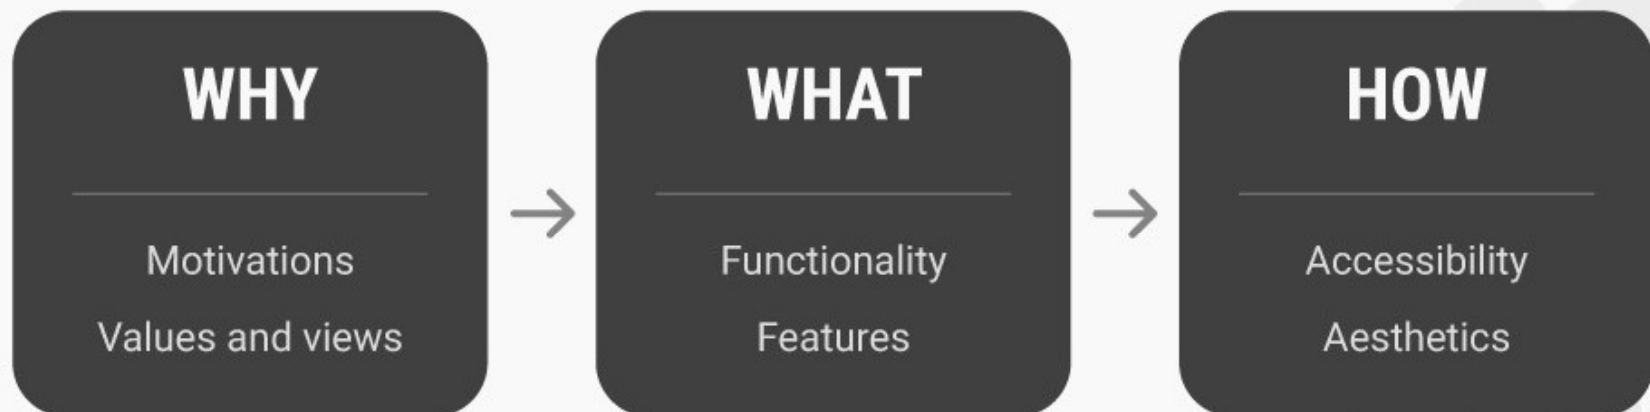 WHY
Motivations
Values and views
WHAT
Functionality
Features
HOW
Accessibility
Aesthetics